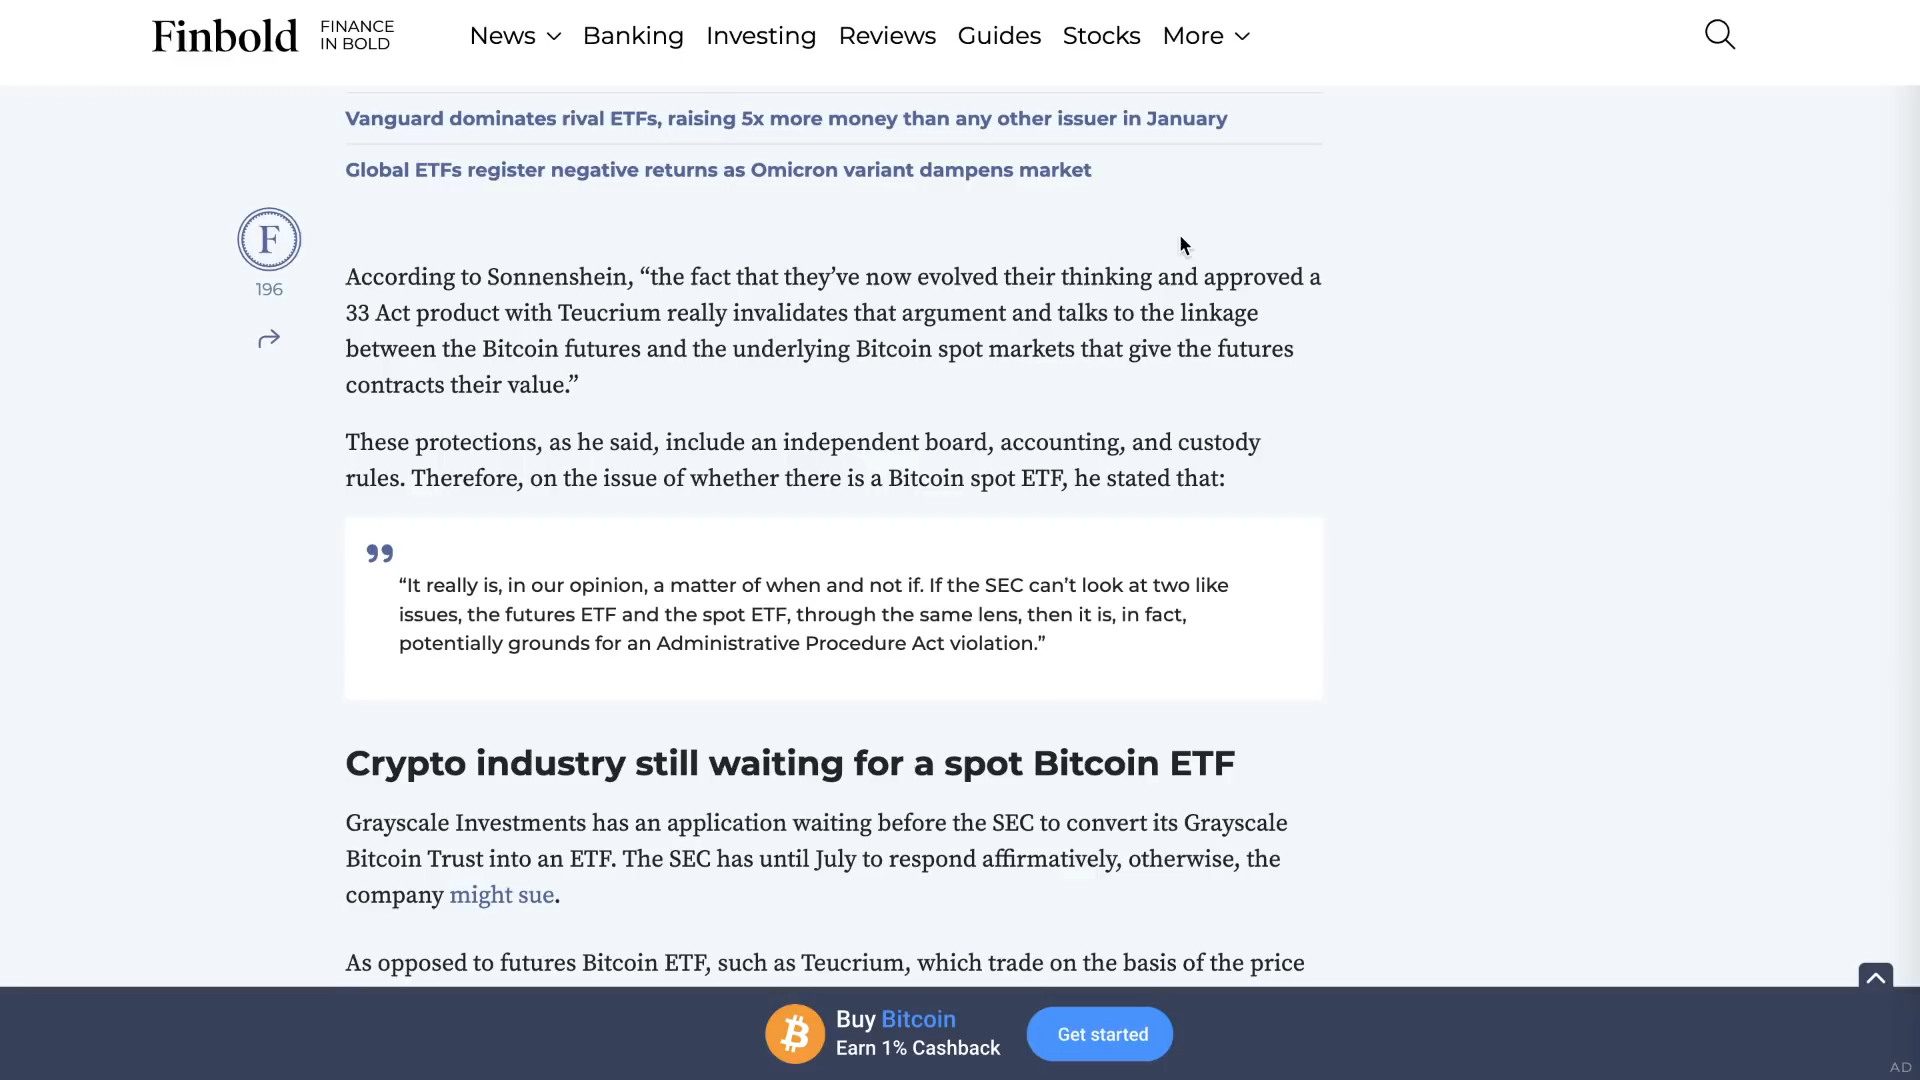 Finbold
FINANCE
IN BOLD
News Banking Investing Reviews Guides Stocks More
Vanguard dominates rival ETFs, raising 5x more money than any other issuer in January
Global ETFs register negative returns as Omicron variant dampens market
F
196
According to Sonnenshein, “the fact that they’ve now evolved their thinking and approved a
33 Act product with Teucrium really invalidates that argument and talks to the linkage
between the Bitcoin futures and the underlying Bitcoin spot markets that give the futures
contracts their value.”
These protections, as he said, include an independent board, accounting, and custody
rules. Therefore, on the issue of whether there is a Bitcoin spot ETF, he stated that:
”
“It really is, in our opinion, a matter of when and not if. If the SEC can’t look at two like
issues, the futures ETF and the spot ETF, through the same lens, then it is, in fact,
potentially grounds for an Administrative Procedure Act violation.”
Crypto industry still waiting for a spot Bitcoin ETF
Grayscale Investments has an application waiting before the SEC to convert its Grayscale
Bitcoin Trust into an ETF. The SEC has until July to respond affirmatively, otherwise, the
company might sue.
As opposed to futures Bitcoin ETF, such as Teucrium, which trade on the basis of the price
Buy Bitcoin
Earn 1% Cashback
Get started
AD